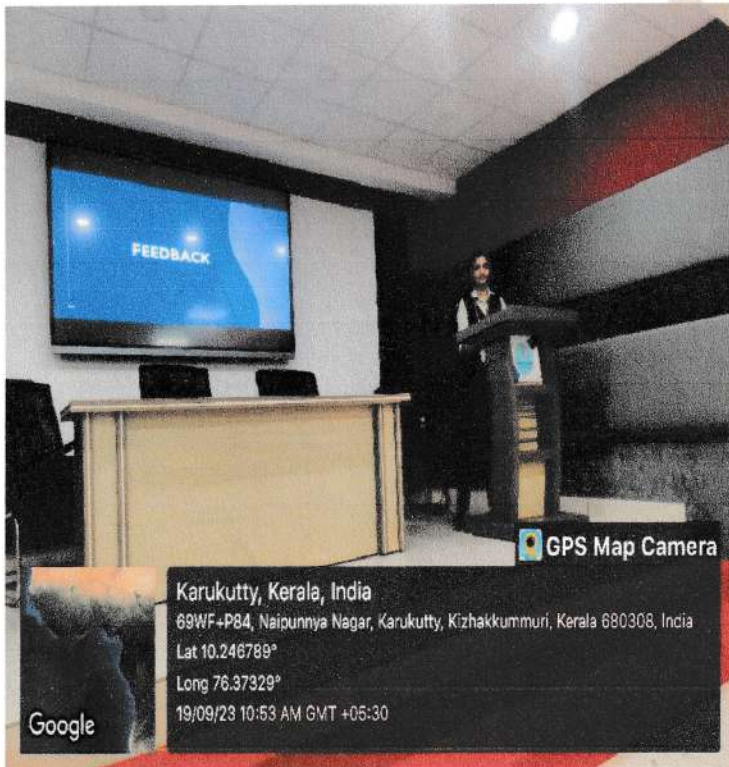 FEEDBACK
GPS Map Camera
Karukutty, Kerala, India
69WF+P84, Naipunnya Nagar, Karukutty, Kizhakkummuri, Kerala 680308, India
Lat 10.246789°
Long 76.37329°
19/09/23 10:53 AM GMT +05:30
Google